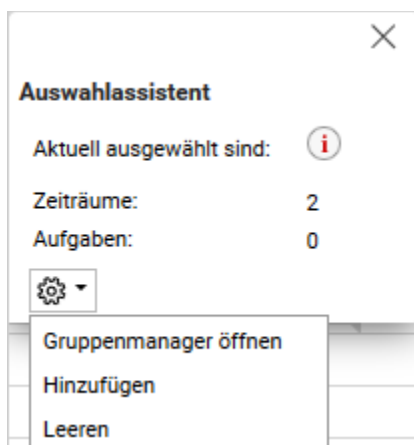 Auswahlassistent
Aktuell ausgewählt sind: i
Zeiträume: 2
Aufgaben: 0
Gruppenmanager öffnen
Hinzufügen
Leeren